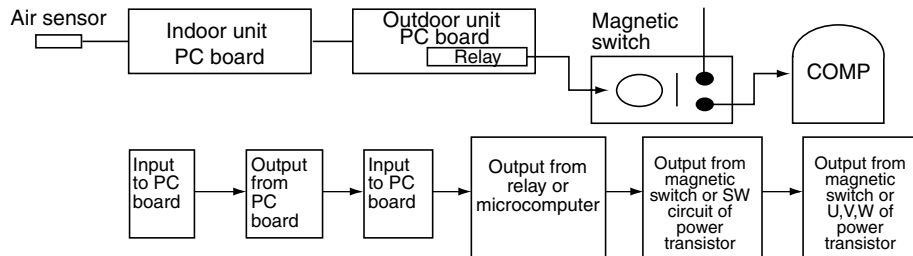 Air sensor
Indoor unit
PC board
Outdoor unit
PC board
Relay
Magnetic
switch
COMP
Input
to PC
board
Output
from
PC
board
Input
to PC
board
Output from
relay or
microcomputer
Output from
magnetic
switch or SW
circuit of
power
transistor
Output from
magnetic
switch or
U,V,W of
power
transistor